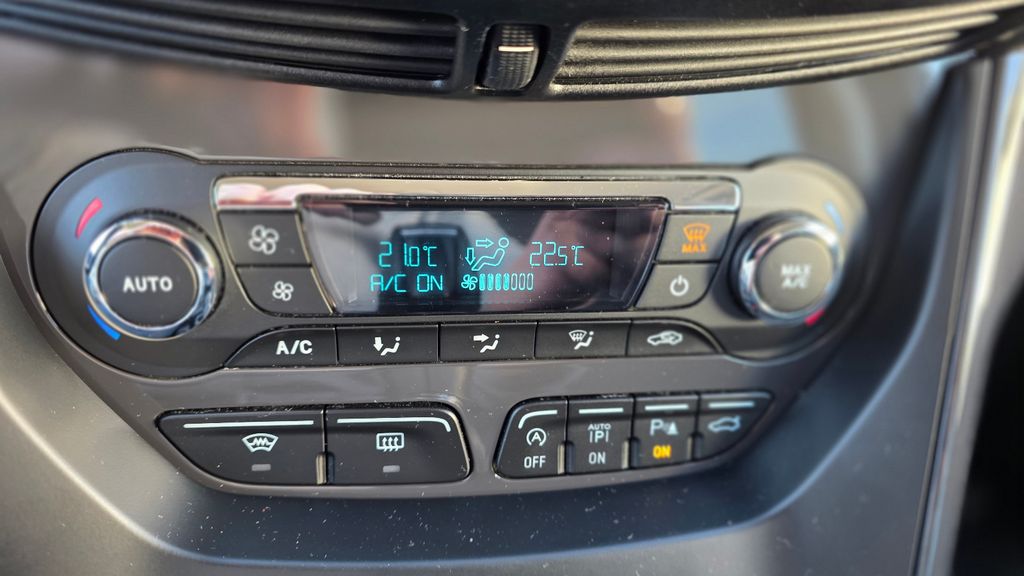 MAX
21.0°C 22.5°C
A/C ON
AUTO
MAX
A/C
A/C
AUTO
P
OFF
ON
ON
A
P